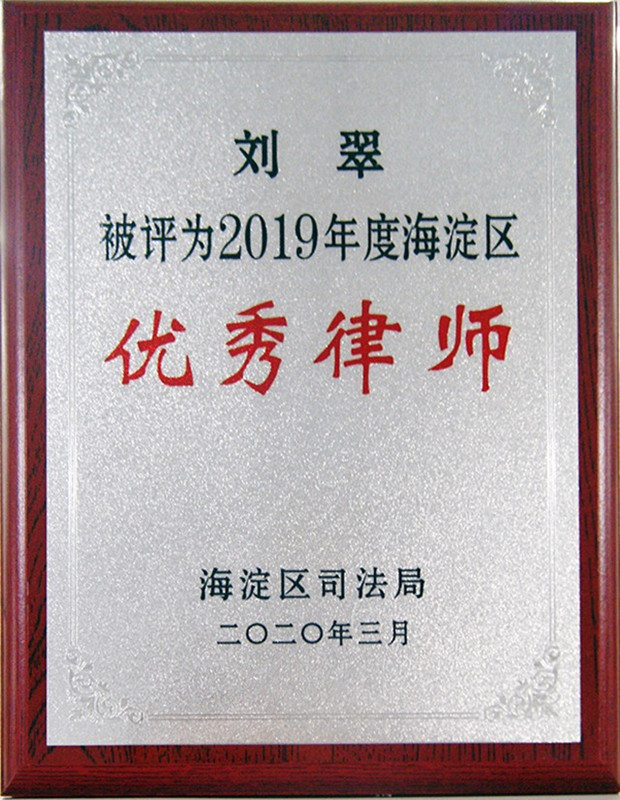 刘 翠
被评为2019年度海淀区
优秀律师
海淀区司法局
二〇二〇年三月